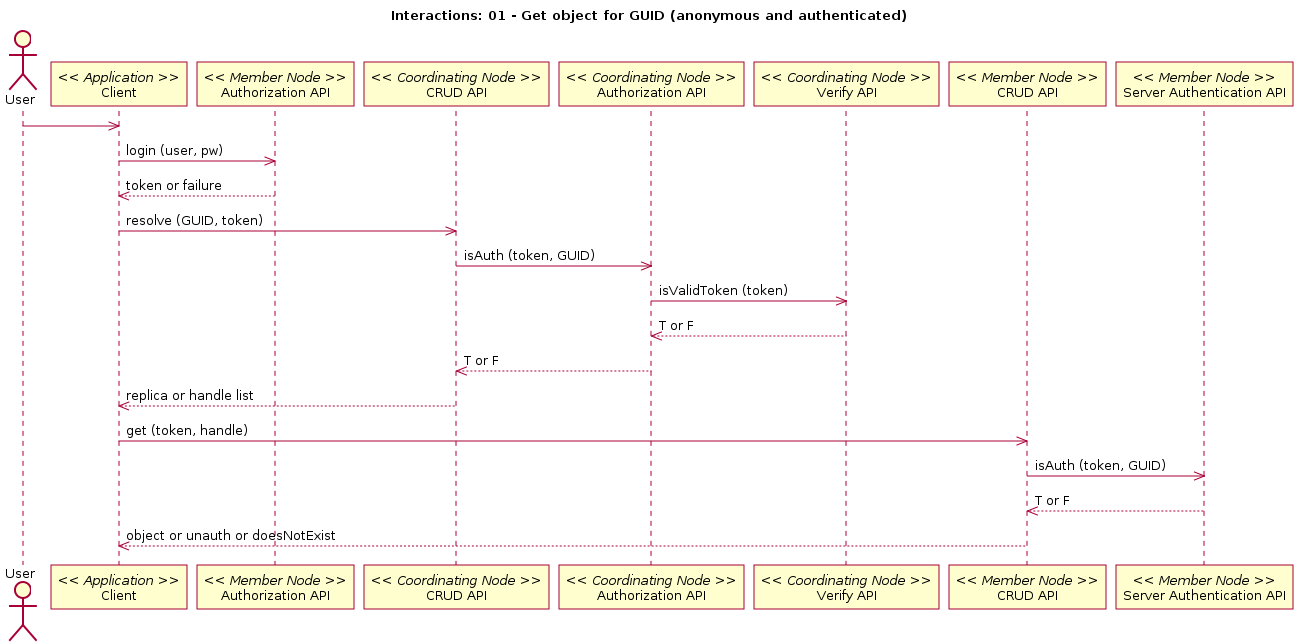 Interactions: 01 - Get object for GUID (anonymous and authenticated)
User
<< Application >>
Client
<< Member Node >>
Authorization API
<< Coordinating Node >>
CRUD API
<< Coordinating Node >>
Authorization API
<< Coordinating Node >>
Verify API
<< Member Node >>
CRUD API
<< Member Node >>
Server Authentication API
login (user, pw)
token or failure
resolve (GUID, token)
isAuth (token, GUID)
isValidToken (token)
T or F
T or F
replica or handle list
get (token, handle)
isAuth (token, GUID)
T or F
object or unauth or doesNotExist
User
<< Application >>
Client
<< Member Node >>
Authorization API
<< Coordinating Node >>
CRUD API
<< Coordinating Node >>
Authorization API
<< Coordinating Node >>
Verify API
<< Member Node >>
CRUD API
<< Member Node >>
Server Authentication API